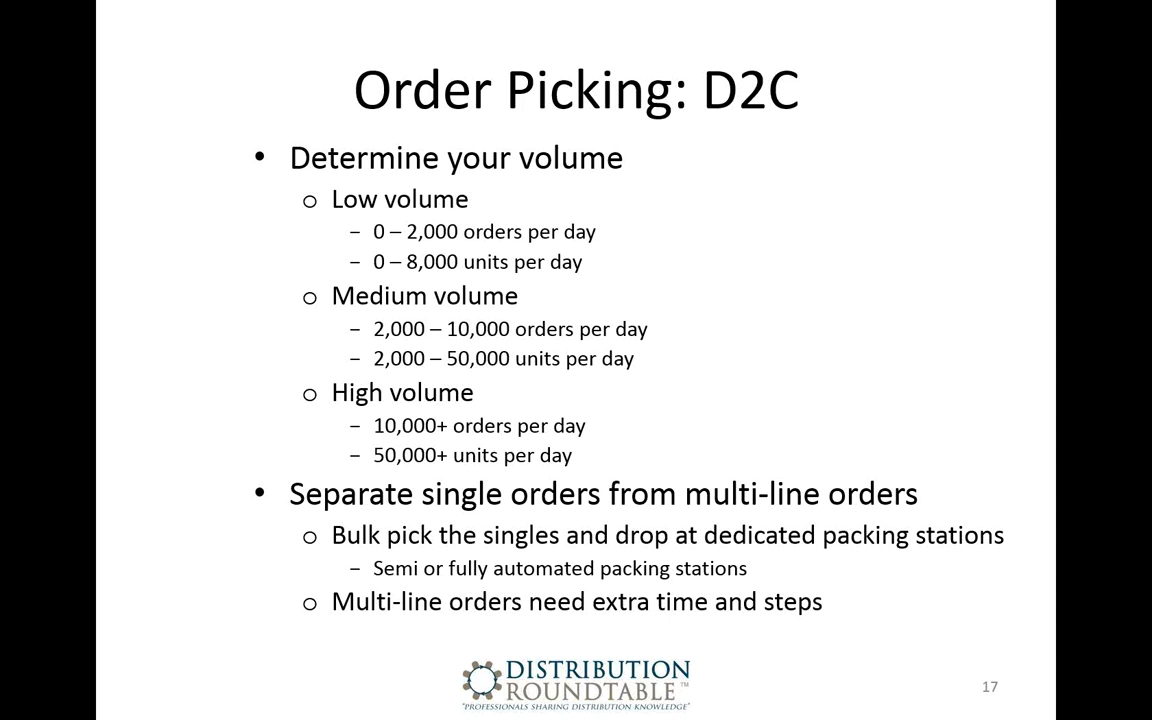 Order Picking: D2C
• Determine your volume
o Low volume
− 0 – 2,000 orders per day
− 0 – 8,000 units per day
o Medium volume
− 2,000 – 10,000 orders per day
− 2,000 – 50,000 units per day
o High volume
− 10,000+ orders per day
− 50,000+ units per day
• Separate single orders from multi-line orders
o Bulk pick the singles and drop at dedicated packing stations
− Semi or fully automated packing stations
o Multi-line orders need extra time and steps
DISTRIBUTION
ROUNDTABLE™
"PROFESSIONALS SHARING DISTRIBUTION KNOWLEDGE"
17